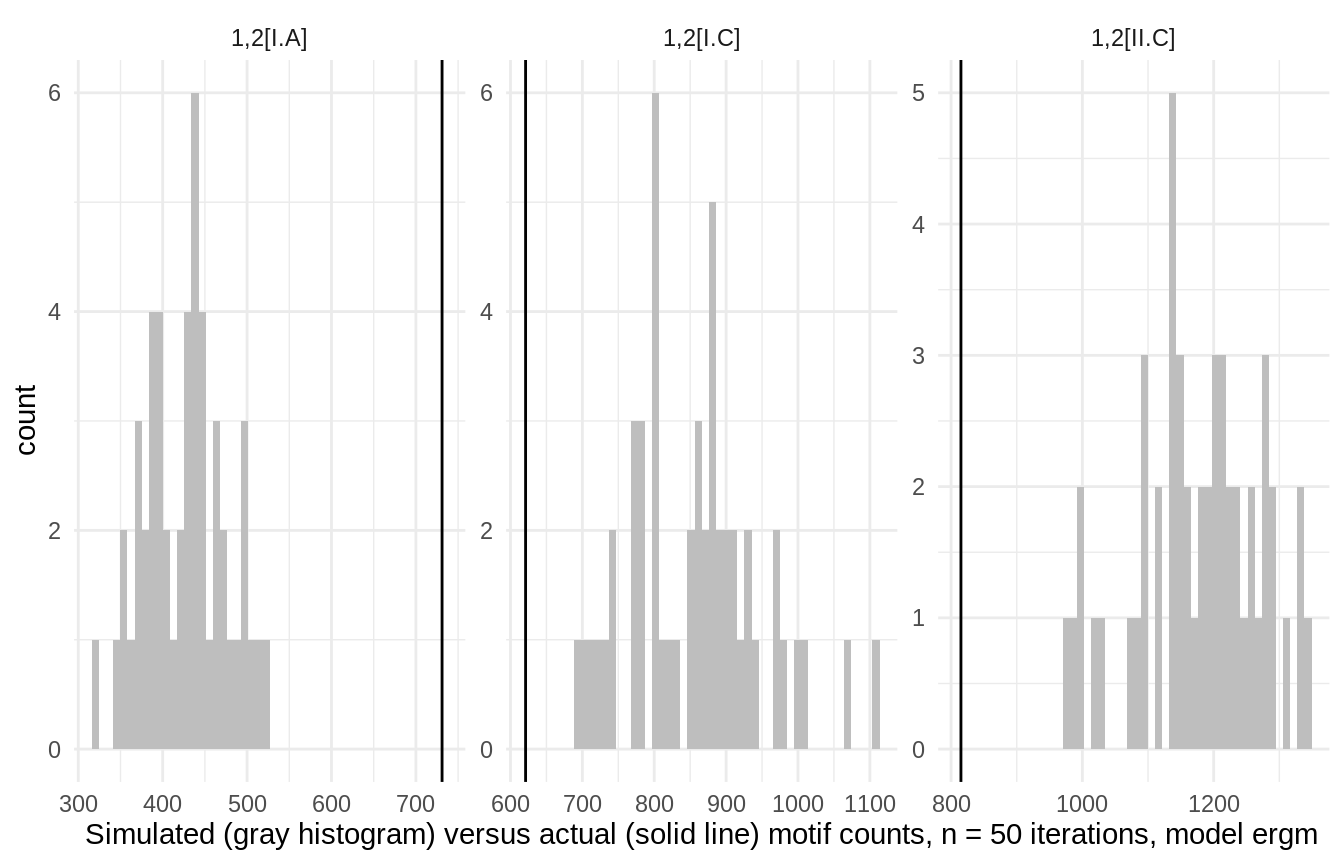 1,2[I.A] 1,2[I.C] 1,2[II.C]
6 6 5
4
4 4
3
count
2
2 2
1
0 0 0
300 400 500 600 700 600 700 800 900 1000 1100 800 1000 1200
Simulated (gray histogram) versus actual (solid line) motif counts, n = 50 iterations, model ergm